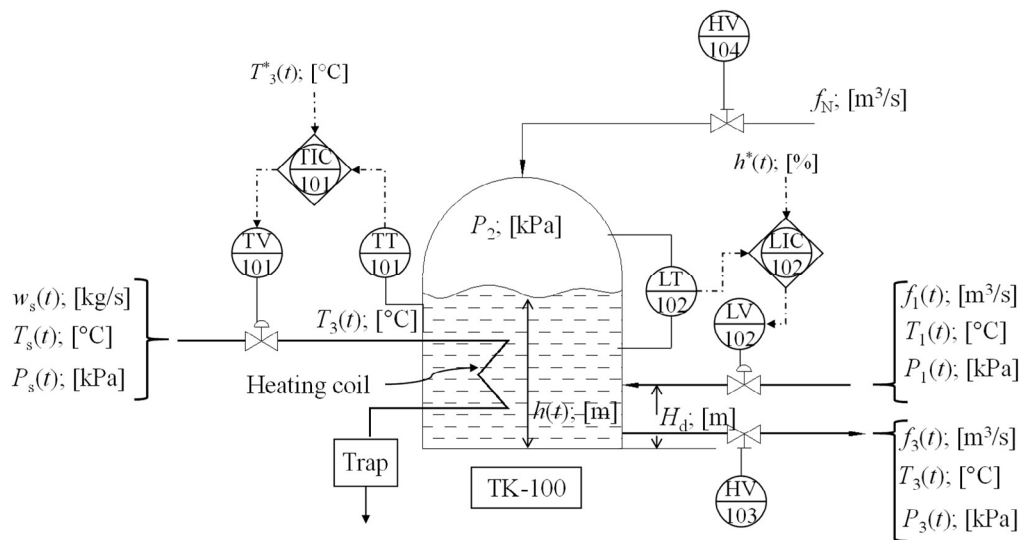 HV
104
T*3(t); [°C]
fN; [m³/s]
TIC
101
h*(t); [%]
P2; [kPa]
TV
101
TT
101
LT
102
LIC
102
ws(t); [kg/s]
Ts(t); [°C]
Ps(t); [kPa]
T3(t); [°C]
LV
102
f1(t); [m³/s]
T1(t); [°C]
P1(t); [kPa]
Heating coil
h(t); [m]
Hd; [m]
f3(t); [m³/s]
T3(t); [°C]
P3(t); [kPa]
Trap
TK-100
HV
103